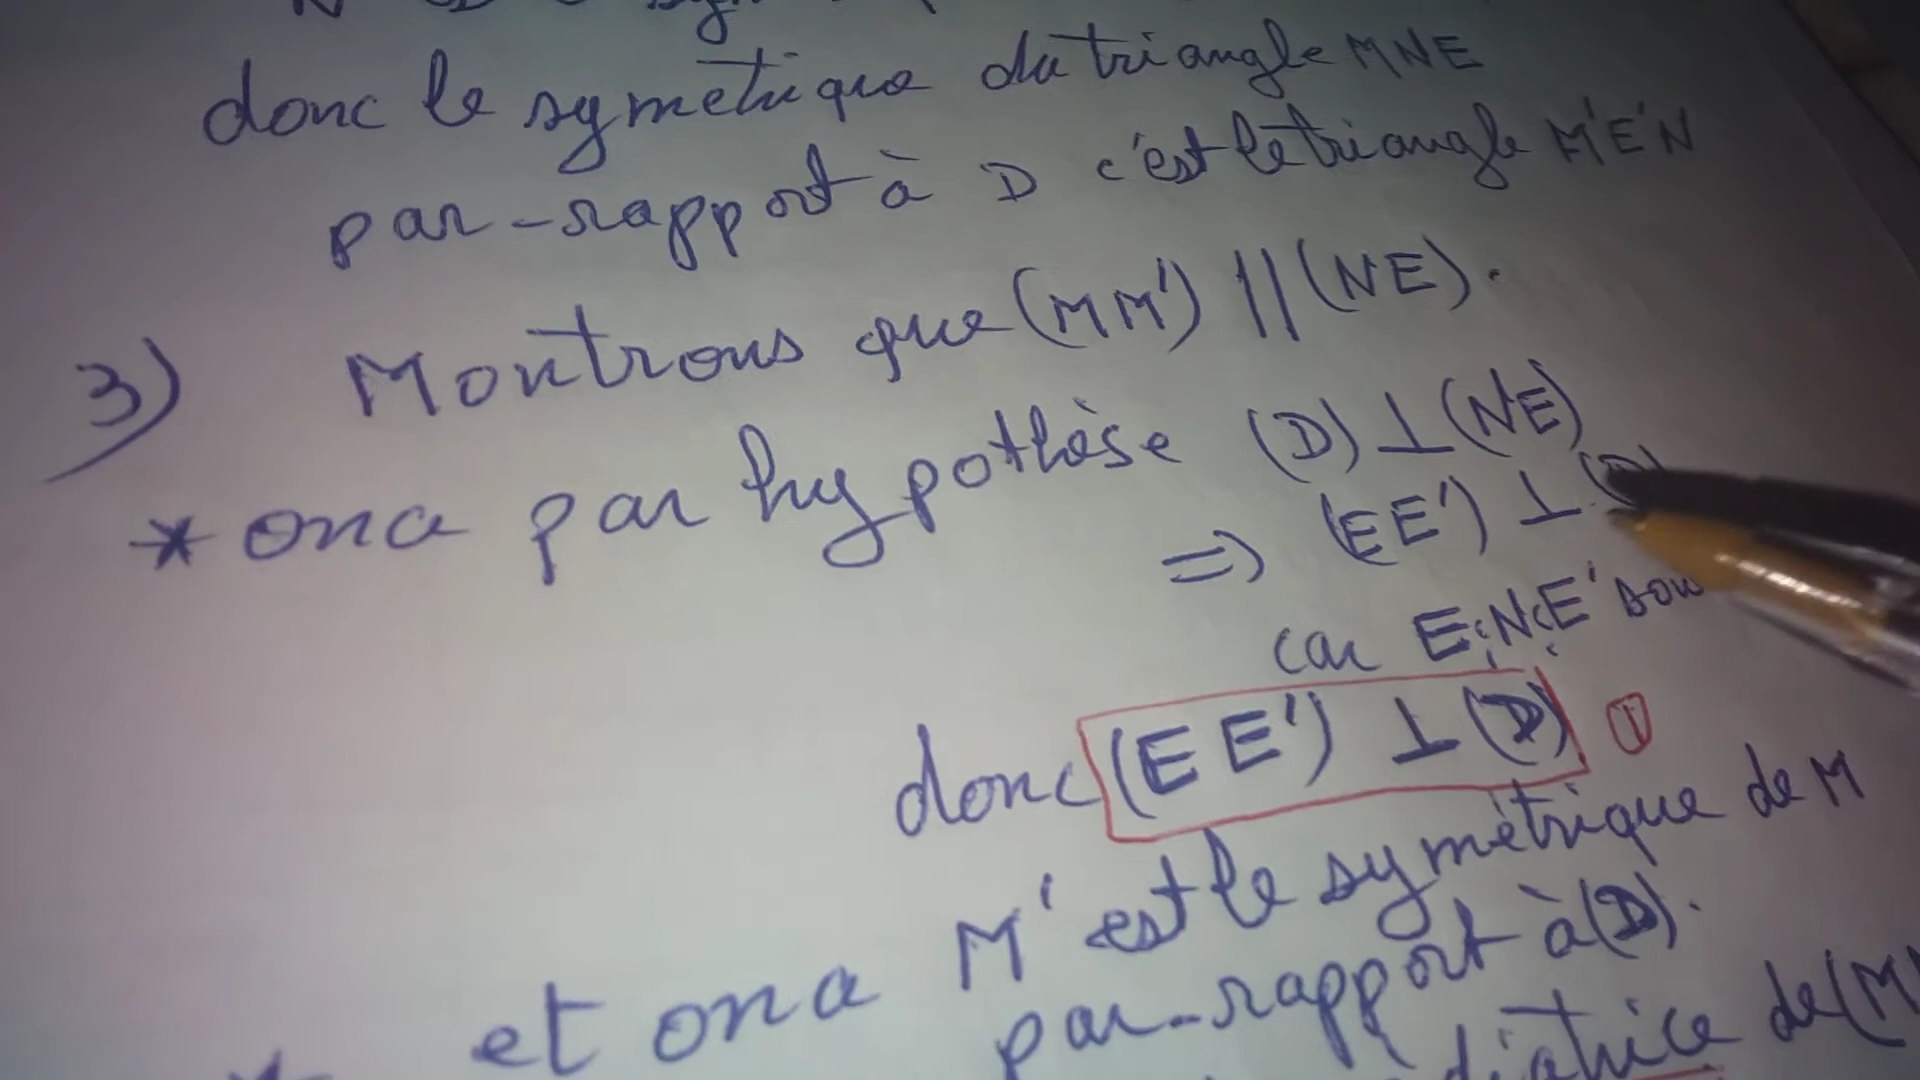 donc le symetrique du triangle MNE
par-rapport à D c'est le triangle M'E'N
3) Montrons que (MM') // (NE).
* on a par hypothèse (D) ⊥ (NE)
=> (EE') ⊥ (D)
car E; N; E'
donc (EE') ⊥ (D) ①
et on a M' est le symétrique de M
par-rapport à (D).